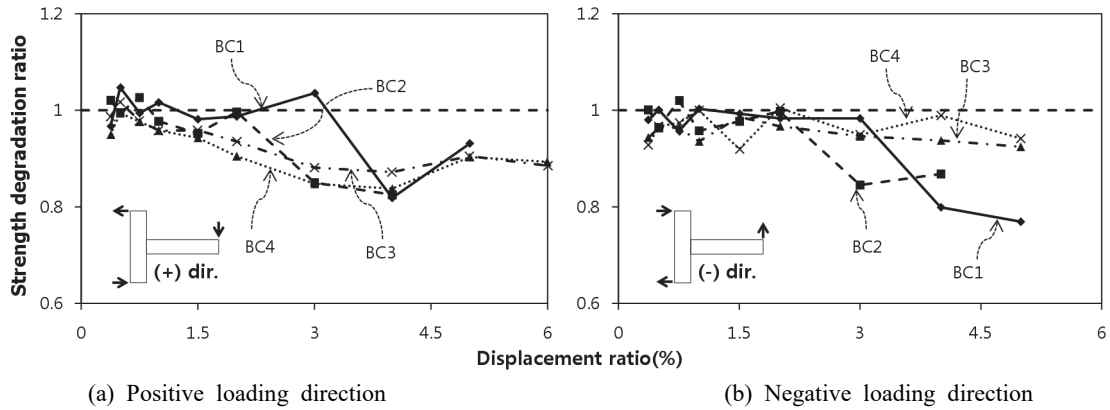 Strength degradation ratio
1.2
1
0.8
0.6
0 1.5 3 4.5 6
BC1
BC2
BC3
BC4
(+) dir.
1.2
1
0.8
0.6
0 1.5 3 4.5 6
BC4
BC3
BC2
BC1
(-) dir.
Displacement ratio(%)
(a) Positive loading direction
(b) Negative loading direction